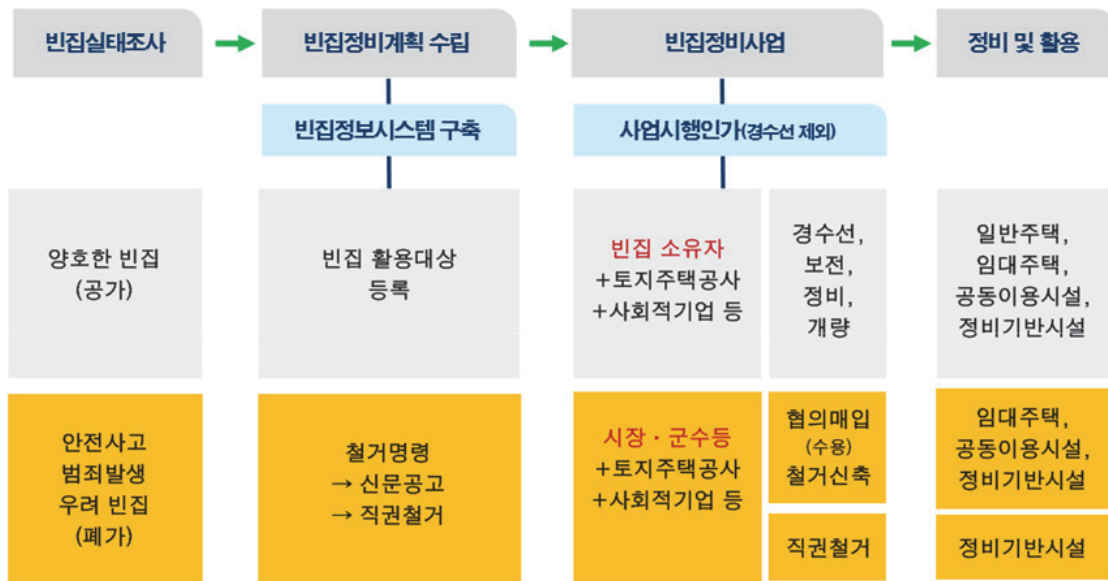 빈집실태조사
빈집정비계획 수립
빈집정비사업
정비 및 활용
빈집정보시스템 구축
사업시행인가(경수선 제외)
양호한 빈집
(공가)
빈집 활용대상
등록
빈집 소유자
+토지주택공사
+사회적기업 등
경수선,
보전,
정비,
개량
일반주택,
임대주택,
공동이용시설,
정비기반시설
안전사고
범죄발생
우려 빈집
(폐가)
철거명령
→ 신문공고
→ 직권철거
시장·군수등
+토지주택공사
+사회적기업 등
협의매입
(수용)
철거신축
임대주택,
공동이용시설,
정비기반시설
직권철거
정비기반시설